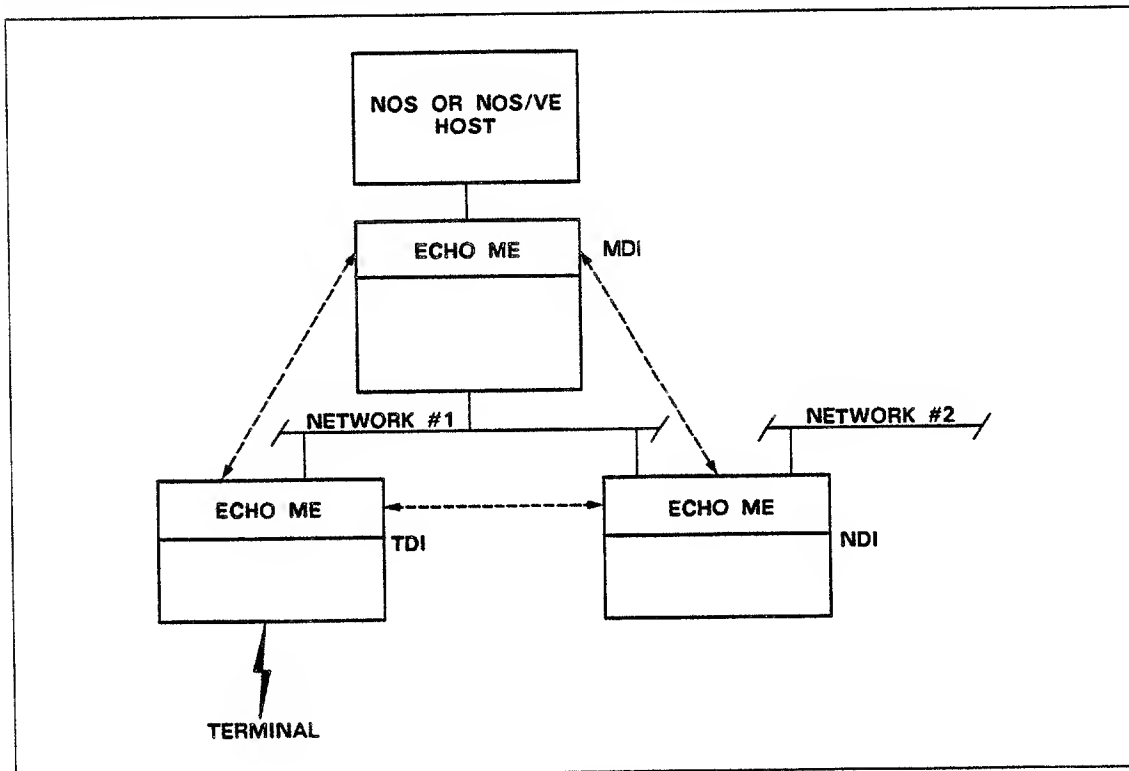 NOS OR NOS/VE
HOST
ECHO ME
MDI
NETWORK #1
NETWORK #2
ECHO ME
TDI
ECHO ME
NDI
TERMINAL